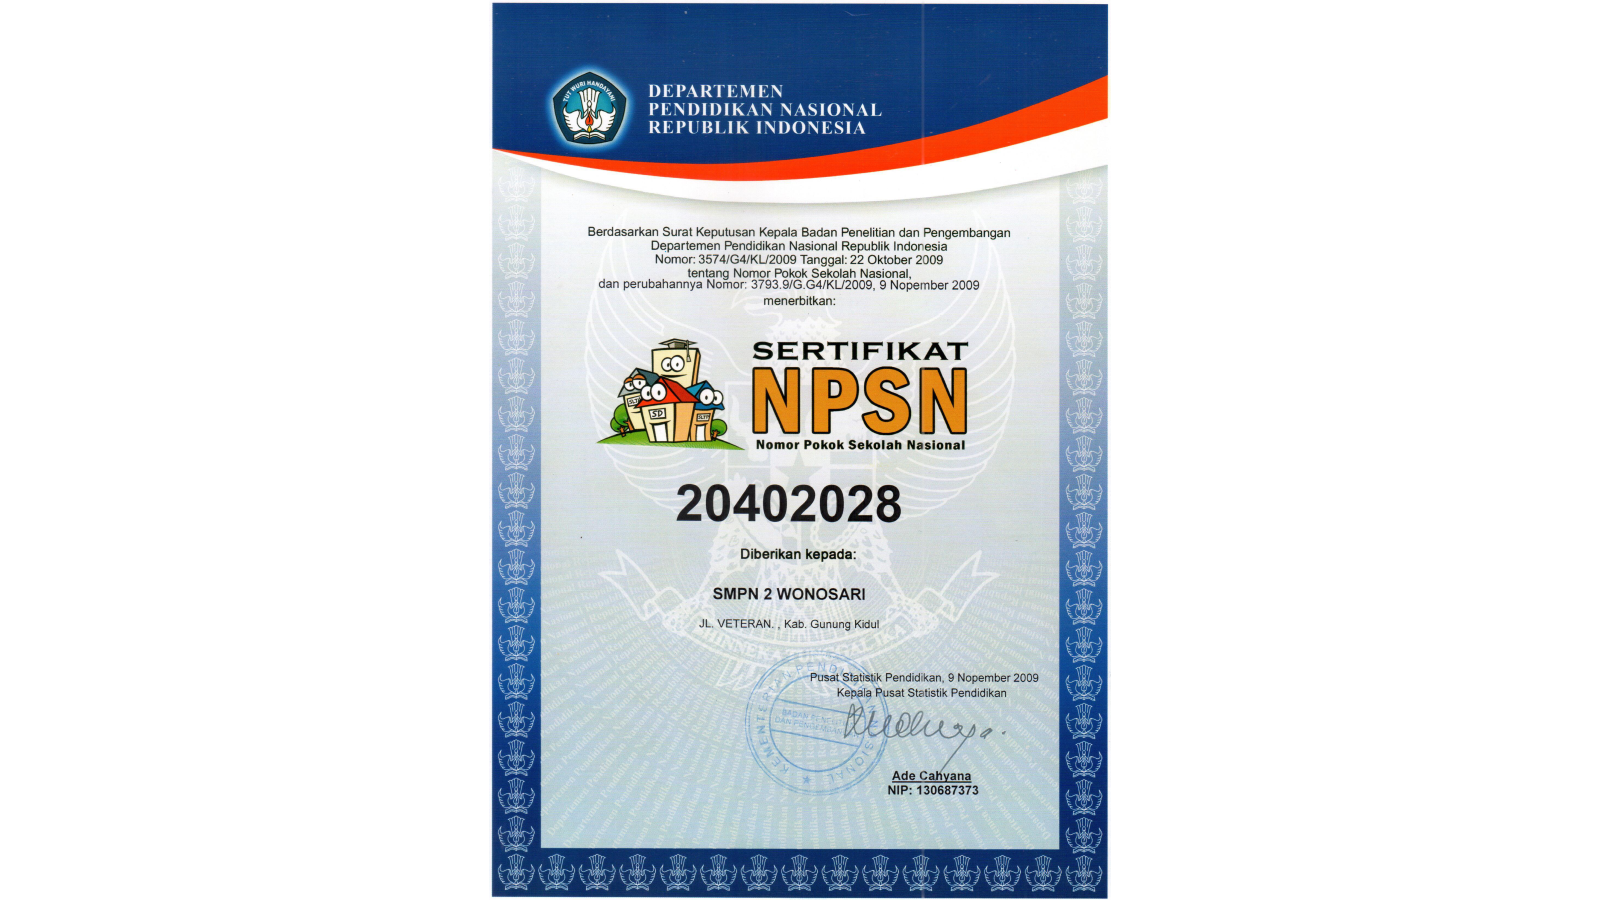 TUT WURI HANDAYANI
DEPARTEMEN
PENDIDIKAN NASIONAL
REPUBLIK INDONESIA
Berdasarkan Surat Keputusan Kepala Badan Penelitian dan Pengembangan
Departemen Pendidikan Nasional Republik Indonesia
Nomor: 3574/G4/KL/2009 Tanggal: 22 Oktober 2009
tentang Nomor Pokok Sekolah Nasional,
dan perubahannya Nomor: 3793.9/G.G4/KL/2009, 9 Nopember 2009
menerbitkan:
SERTIFIKAT
NPSN
Nomor Pokok Sekolah Nasional
SD
20402028
Diberikan kepada:
SMPN 2 WONOSARI
JL. VETERAN. , Kab. Gunung Kidul
Pusat Statistik Pendidikan, 9 Nopember 2009
Kepala Pusat Statistik Pendidikan
KEMENTERIAN PENDIDIKAN NASIONAL
Ade Cahyana
NIP: 130687373